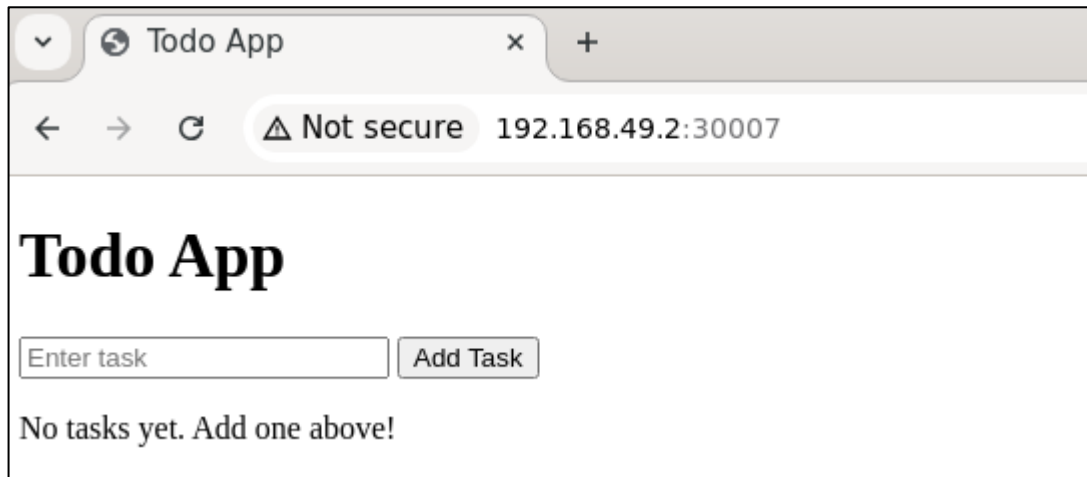 Todo App
Not secure 192.168.49.2:30007
Todo App
Enter task Add Task
No tasks yet. Add one above!